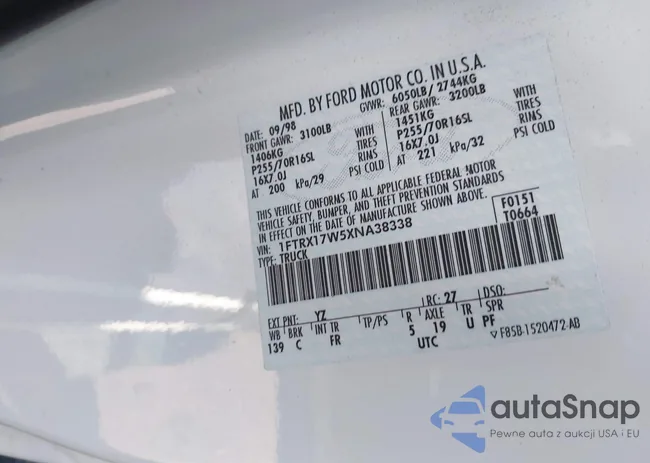 MFD. BY FORD MOTOR CO. IN U.S.A.
DATE: 09/98 GVWR: 6050LB/ 2744KG
FRONT GAWR: 3100LB REAR GAWR: 3200LB
1406KG WITH 1451KG WITH
P255/70R16SL TIRES P255/70R16SL TIRES
16X7.0J RIMS 16X7.0J RIMS
AT 200 kPa/29 PSI COLD AT 221 kPa/32 PSI COLD
THIS VEHICLE CONFORMS TO ALL APPLICABLE FEDERAL MOTOR
VEHICLE SAFETY, BUMPER, AND THEFT PREVENTION STANDARDS
IN EFFECT ON THE DATE OF MANUFACTURE SHOWN ABOVE.
VIN: 1FTRX17W5XNA38338 F0151
TYPE: TRUCK T0664
EXT PNT: YZ RC: 27 DSO:
WB BRK INT TR TP/PS R AXLE TR SPR
139 C FR 5 19 U PF
UTC F85B-1520472-AB
autaSnap
Pewne auta z aukcji USA i EU